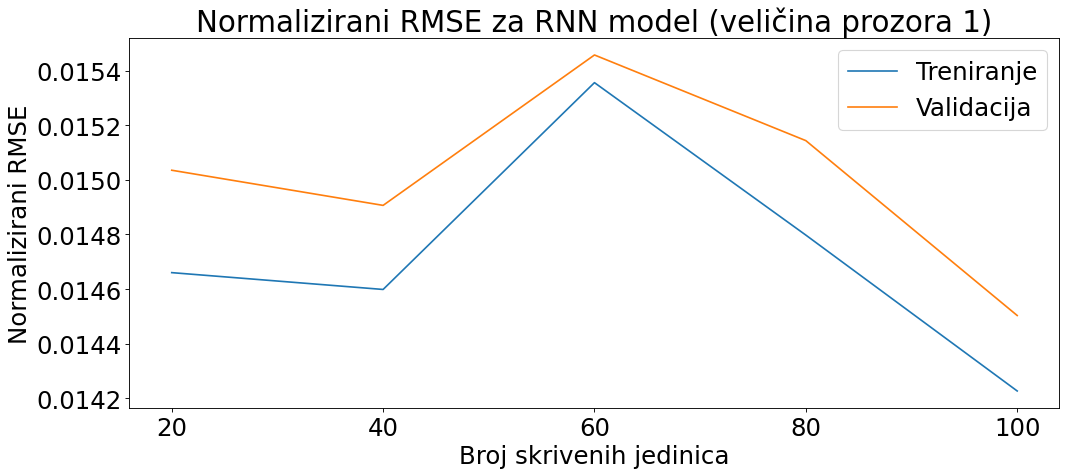 Normalizirani RMSE za RNN model (veličina prozora 1)
Treniranje
Validacija
Normalizirani RMSE
0.0154
0.0152
0.0150
0.0148
0.0146
0.0144
0.0142
20 40 60 80 100
Broj skrivenih jedinica